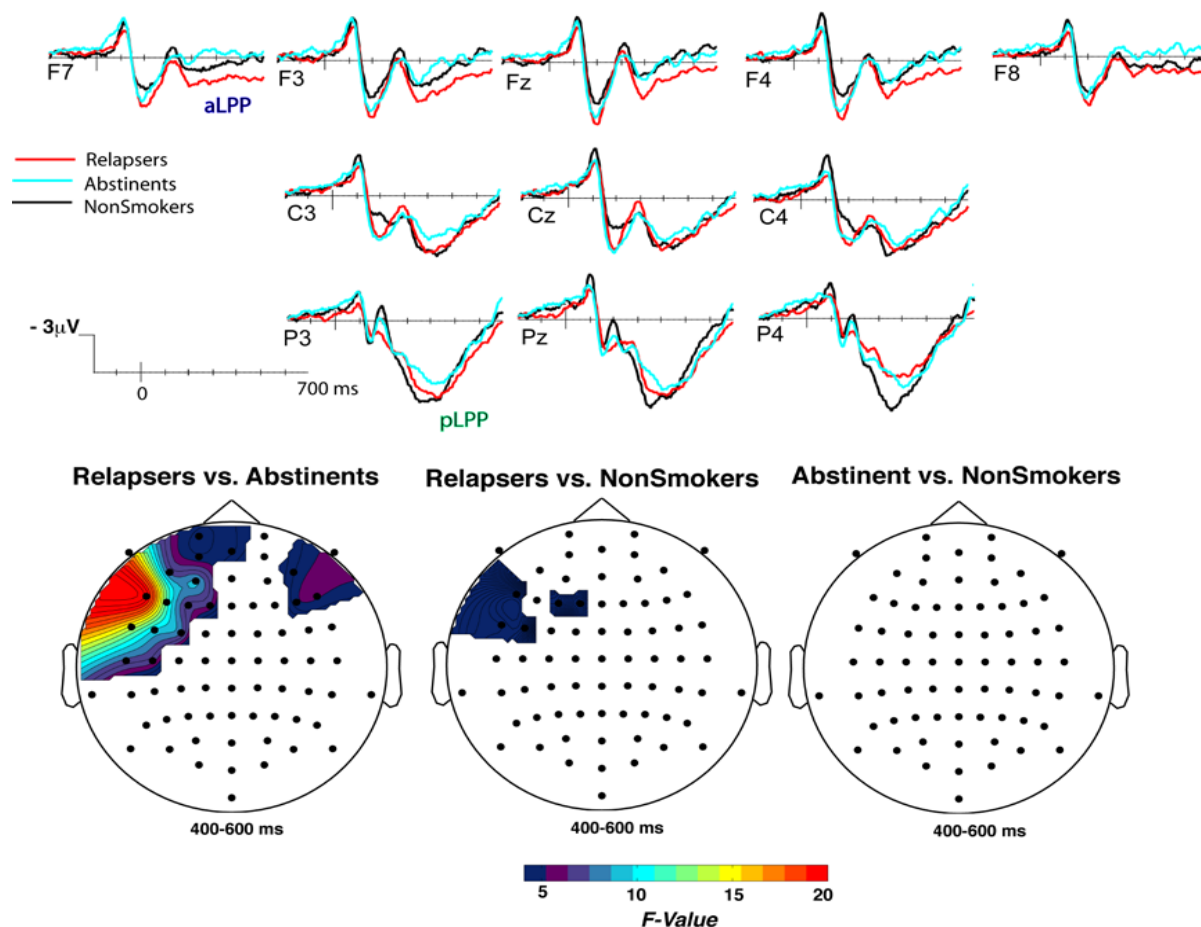 F7 F3 Fz F4 F8
aLPP
Relapsers
Abstinents
NonSmokers
C3 Cz C4
- 3µV
P3 Pz P4
0
700 ms
pLPP
Relapsers vs. Abstinents Relapsers vs. NonSmokers Abstinent vs. NonSmokers
400-600 ms 400-600 ms 400-600 ms
5 10 15 20
F-Value